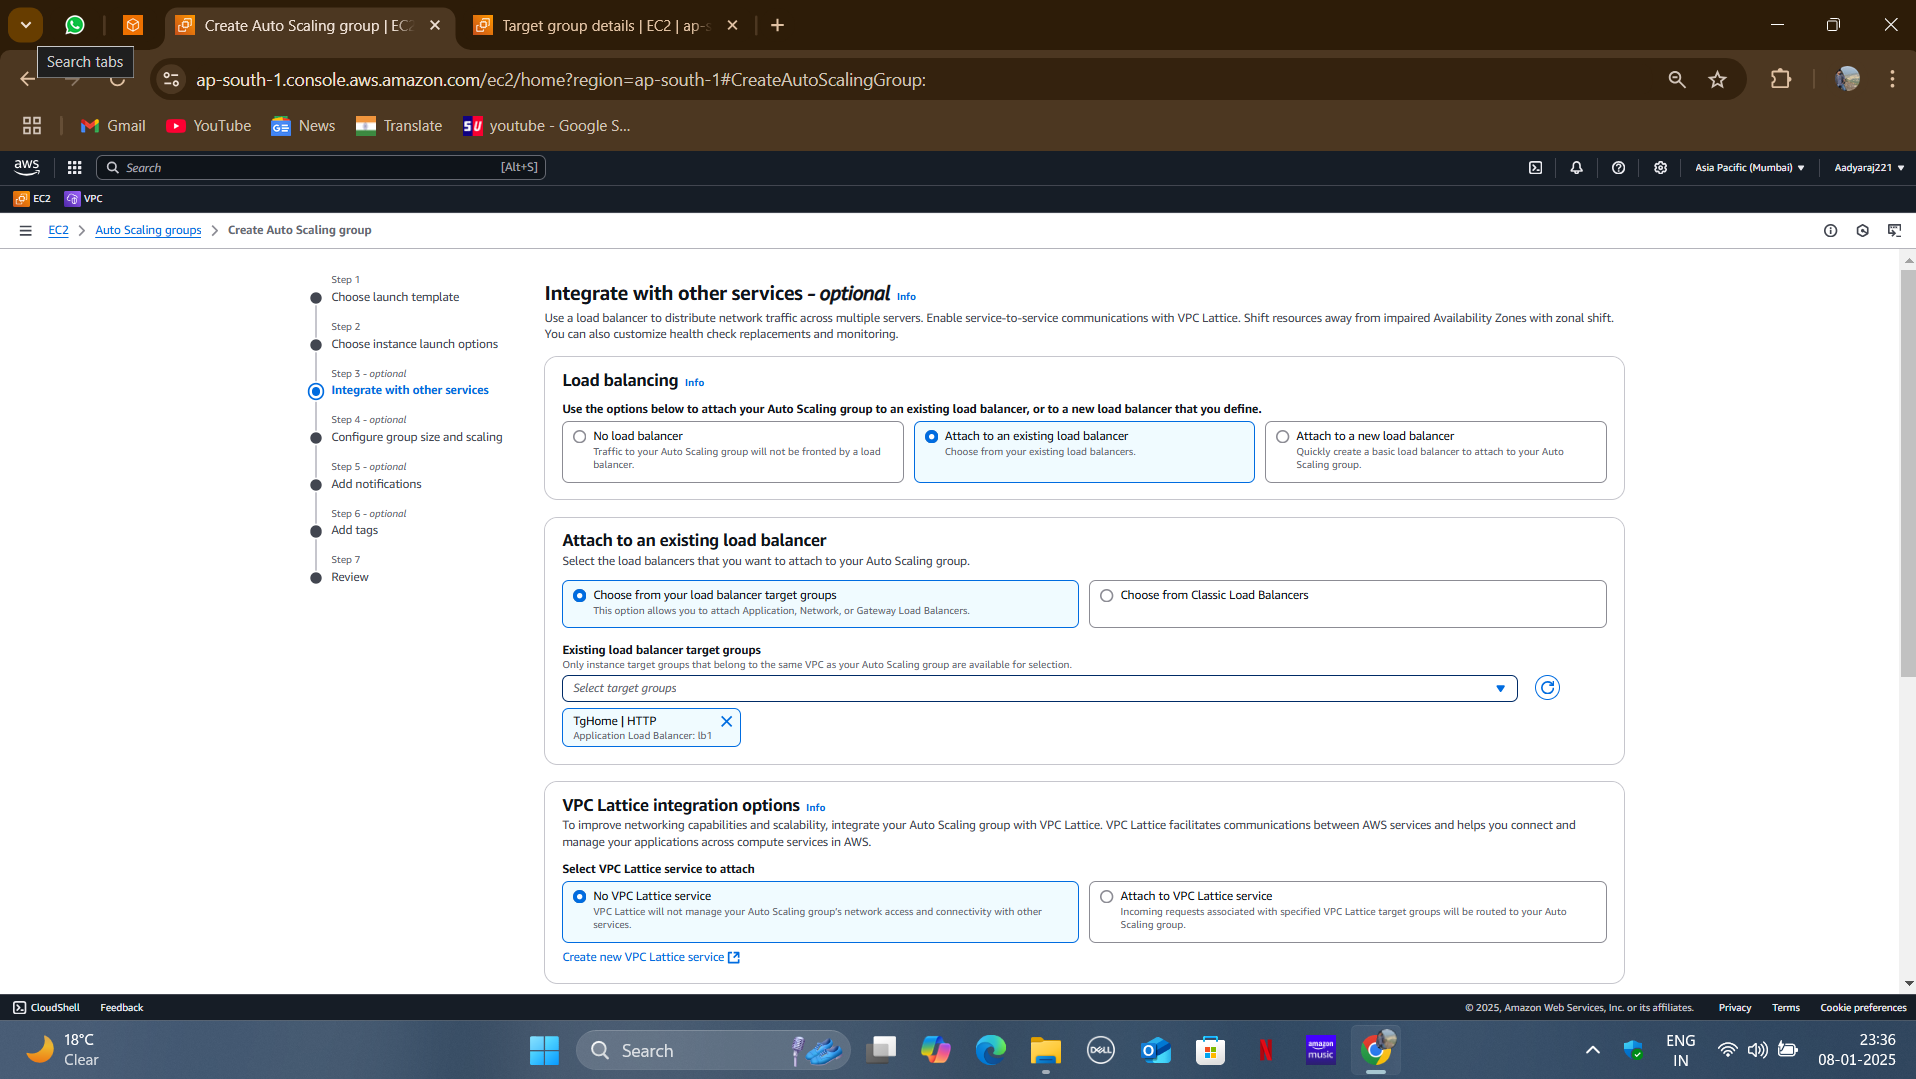 Create Auto Scaling group | EC2
Target group details | EC2 | ap-s
Search tabs
ap-south-1.console.aws.amazon.com/ec2/home?region=ap-south-1#CreateAutoScalingGroup:
Gmail
YouTube
News
Translate
SU
youtube - Google S...
aws
Search
[Alt+S]
Asia Pacific (Mumbai)
Aadyaraj221
EC2
VPC
EC2 > Auto Scaling groups > Create Auto Scaling group
Step 1
Choose launch template
Step 2
Choose instance launch options
Step 3 - optional
Integrate with other services
Step 4 - optional
Configure group size and scaling
Step 5 - optional
Add notifications
Step 6 - optional
Add tags
Step 7
Review
Integrate with other services - optional Info
Use a load balancer to distribute network traffic across multiple servers. Enable service-to-service communications with VPC Lattice. Shift resources away from impaired Availability Zones with zonal shift.
You can also customize health check replacements and monitoring.
Load balancing Info
Use the options below to attach your Auto Scaling group to an existing load balancer, or to a new load balancer that you define.
No load balancer
Traffic to your Auto Scaling group will not be fronted by a load
balancer.
Attach to an existing load balancer
Choose from your existing load balancers.
Attach to a new load balancer
Quickly create a basic load balancer to attach to your Auto
Scaling group.
Attach to an existing load balancer
Select the load balancers that you want to attach to your Auto Scaling group.
Choose from your load balancer target groups
This option allows you to attach Application, Network, or Gateway Load Balancers.
Choose from Classic Load Balancers
Existing load balancer target groups
Only instance target groups that belong to the same VPC as your Auto Scaling group are available for selection.
Select target groups
TgHome | HTTP
Application Load Balancer: lb1
VPC Lattice integration options Info
To improve networking capabilities and scalability, integrate your Auto Scaling group with VPC Lattice. VPC Lattice facilitates communications between AWS services and helps you connect and
manage your applications across compute services in AWS.
Select VPC Lattice service to attach
No VPC Lattice service
VPC Lattice will not manage your Auto Scaling group's network access and connectivity with other
services.
Attach to VPC Lattice service
Incoming requests associated with specified VPC Lattice target groups will be routed to your Auto
Scaling group.
Create new VPC Lattice service
CloudShell
Feedback
© 2025, Amazon Web Services, Inc. or its affiliates.
Privacy
Terms
Cookie preferences
18°C
Clear
Search
DELL
amazon
music
ENG
IN
23:36
08-01-2025